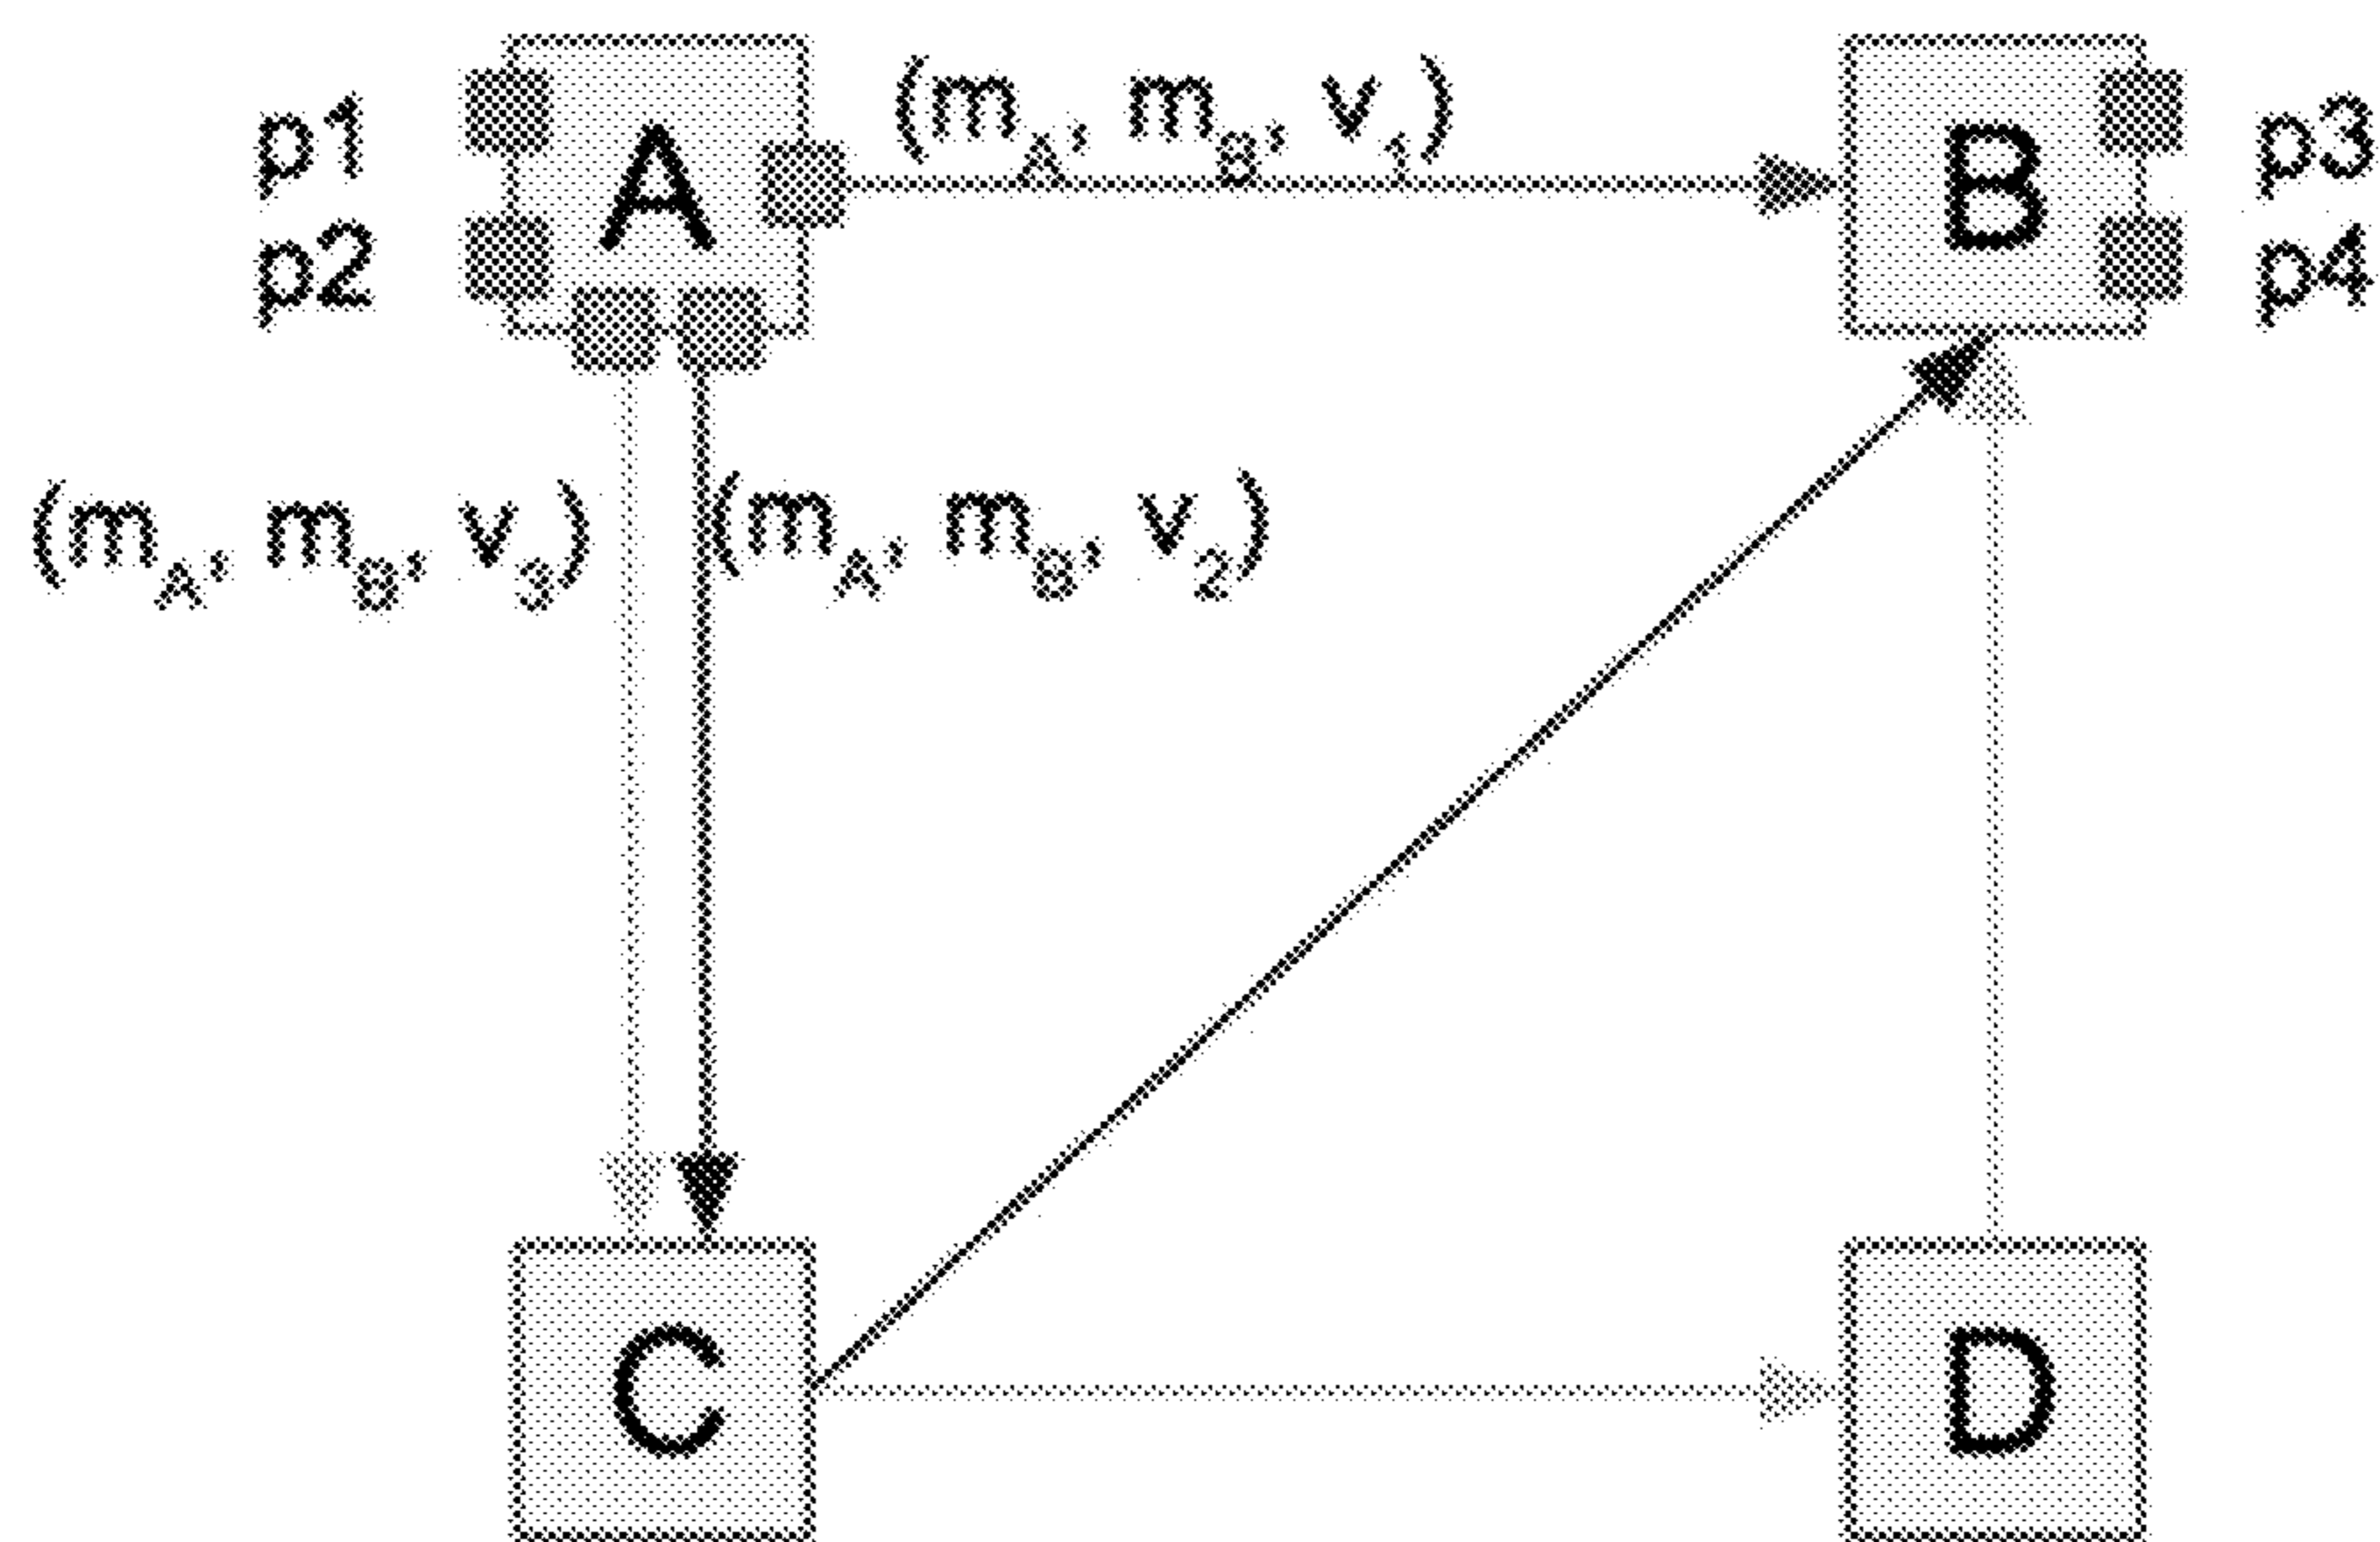 (mA, mB, v1)
p1
A
B
p3
p2
p4
(mA, mB, v3)
(mA, mB, v2)
C
D